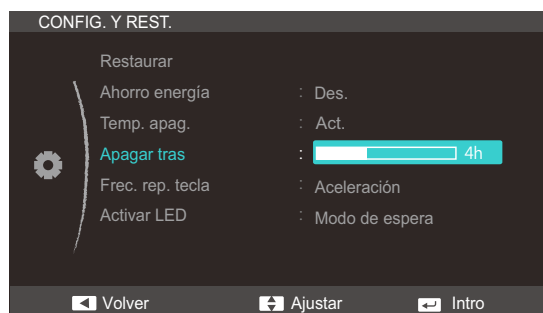 CONFIG. Y REST.
Restaurar
Ahorro energía : Des.
Temp. apag. : Act.
Apagar tras : 4h
Frec. rep. tecla : Aceleración
Activar LED : Modo de espera
Volver Ajustar Intro